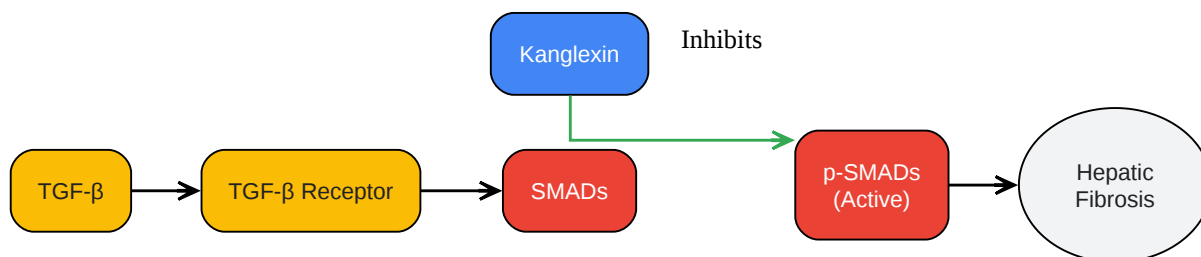 Kanglexin
Inhibits
TGF-β
TGF-β Receptor
SMADs
p-SMADs
(Active)
Hepatic
Fibrosis